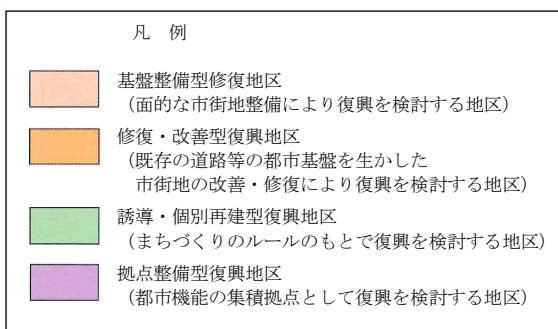 凡 例
基盤整備型修復地区
（面的な市街地整備により復興を検討する地区）
修復・改善型復興地区
（既存の道路等の都市基盤を生かした
市街地の改善・修復により復興を検討する地区）
誘導・個別再建型復興地区
（まちづくりのルールのもとで復興を検討する地区）
拠点整備型復興地区
（都市機能の集積拠点として復興を検討する地区）